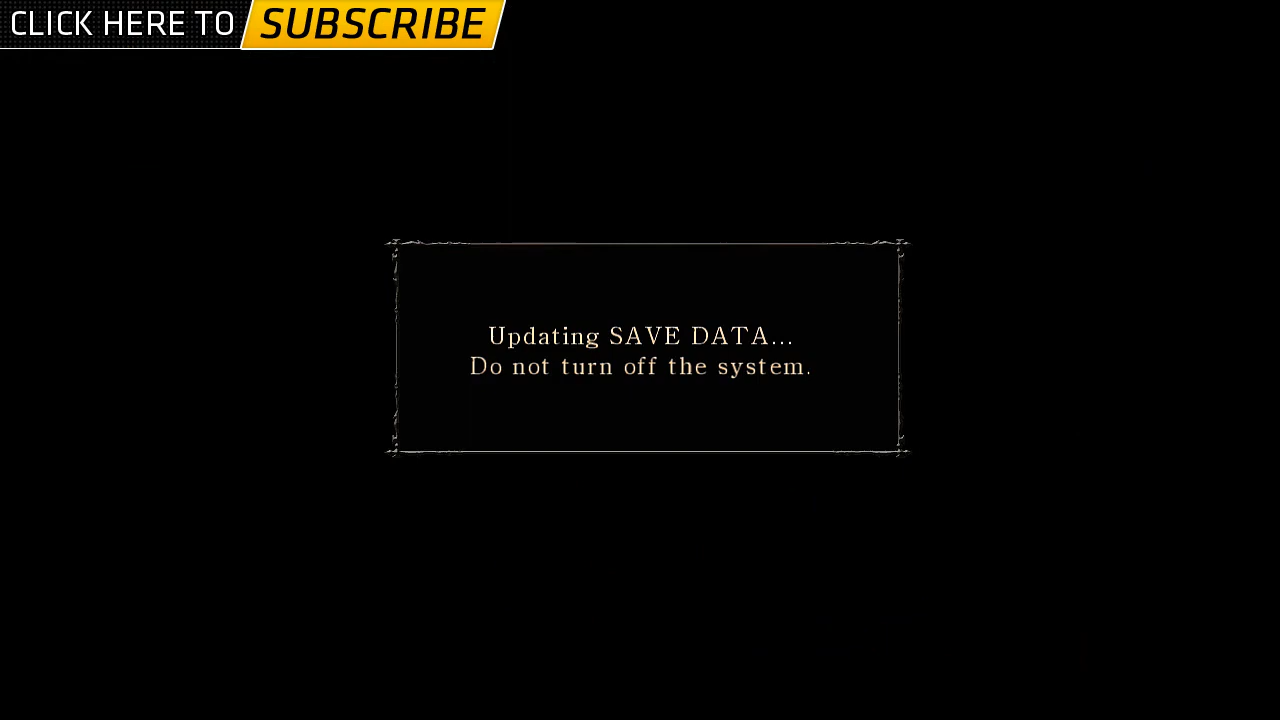 CLICK HERE TO SUBSCRIBE
Updating SAVE DATA...
Do not turn off the system.